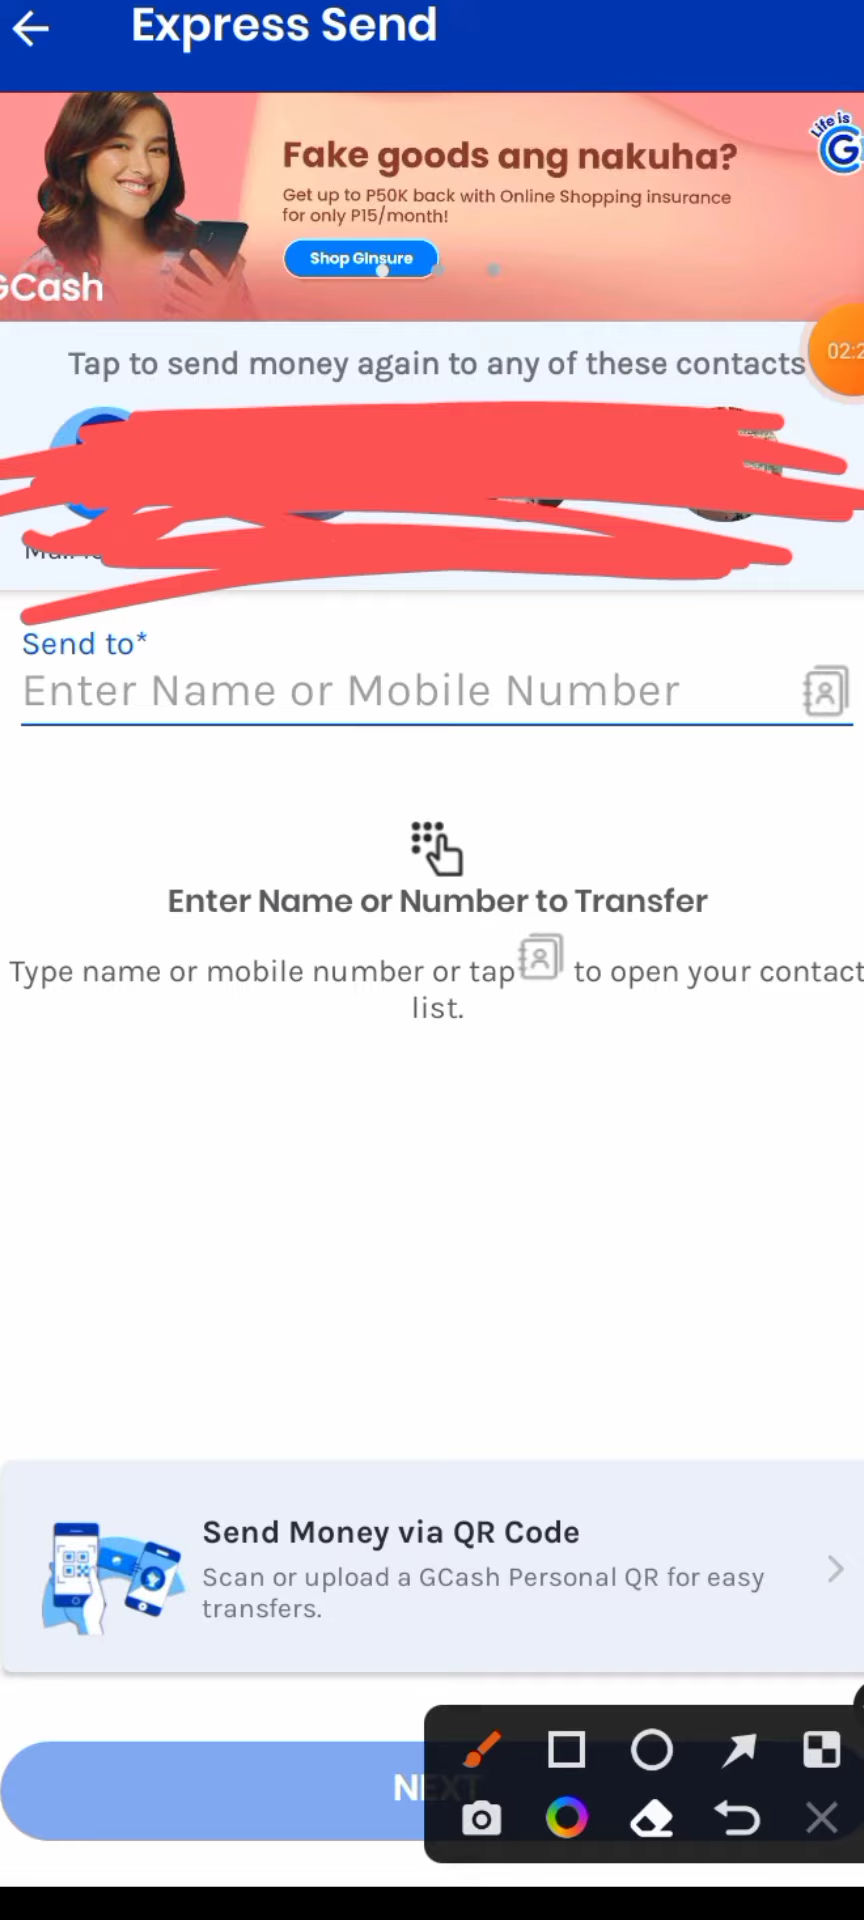 Express Send
Life is
G
Fake goods ang nakuha?
Get up to P50K back with Online Shopping insurance
for only P15/month!
Shop GInsure
GCash
Tap to send money again to any of these contacts
02:2
Send to*
Enter Name or Mobile Number
Enter Name or Number to Transfer
Type name or mobile number or tap to open your contact
list.
Send Money via QR Code
Scan or upload a GCash Personal QR for easy
transfers.
NEXT